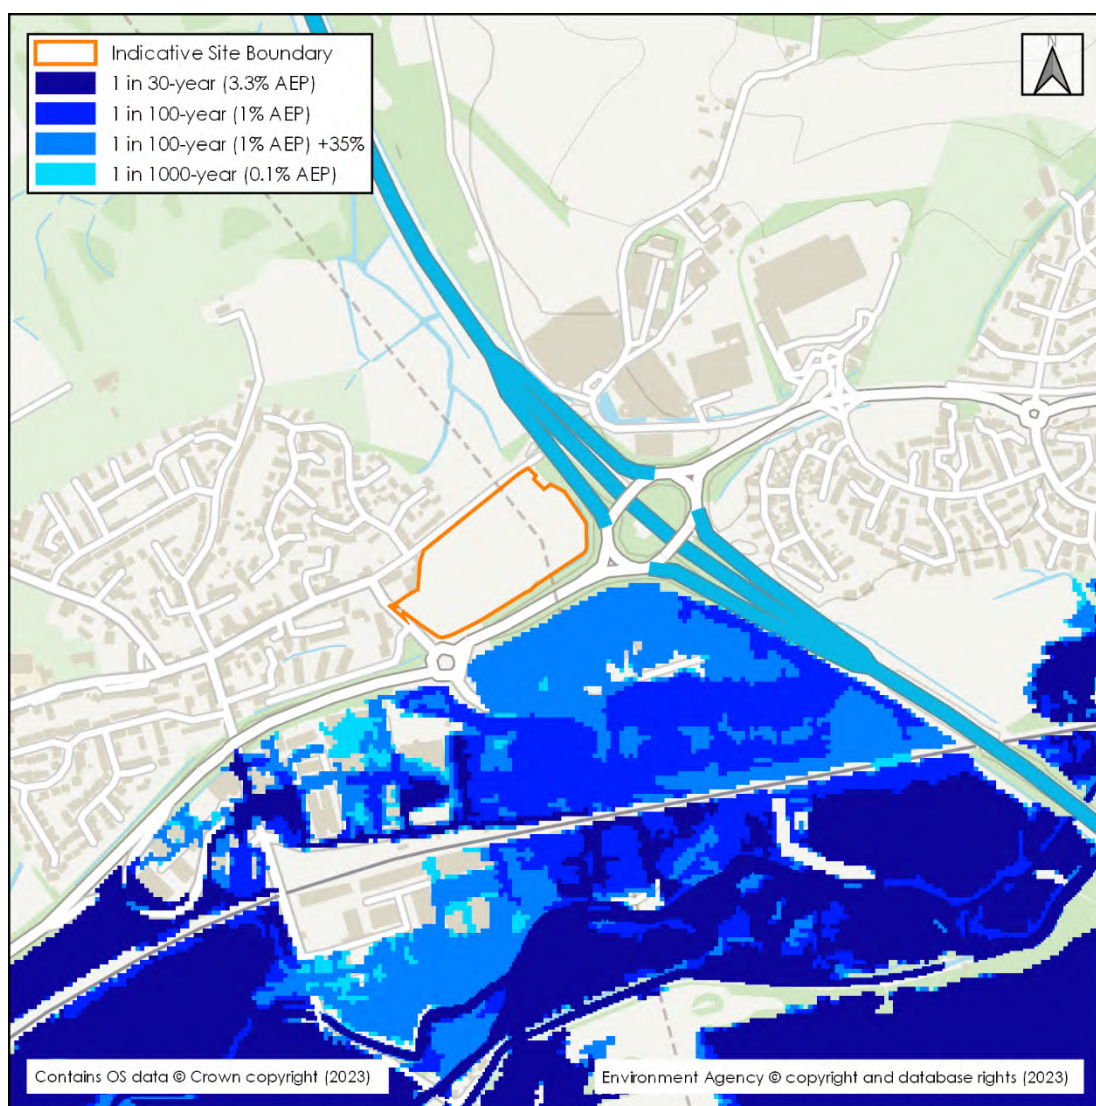 Indicative Site Boundary
1 in 30-year (3.3% AEP)
1 in 100-year (1% AEP)
1 in 100-year (1% AEP) +35%
1 in 1000-year (0.1% AEP)
N
Contains OS data © Crown copyright (2023)
Environment Agency © copyright and database rights (2023)